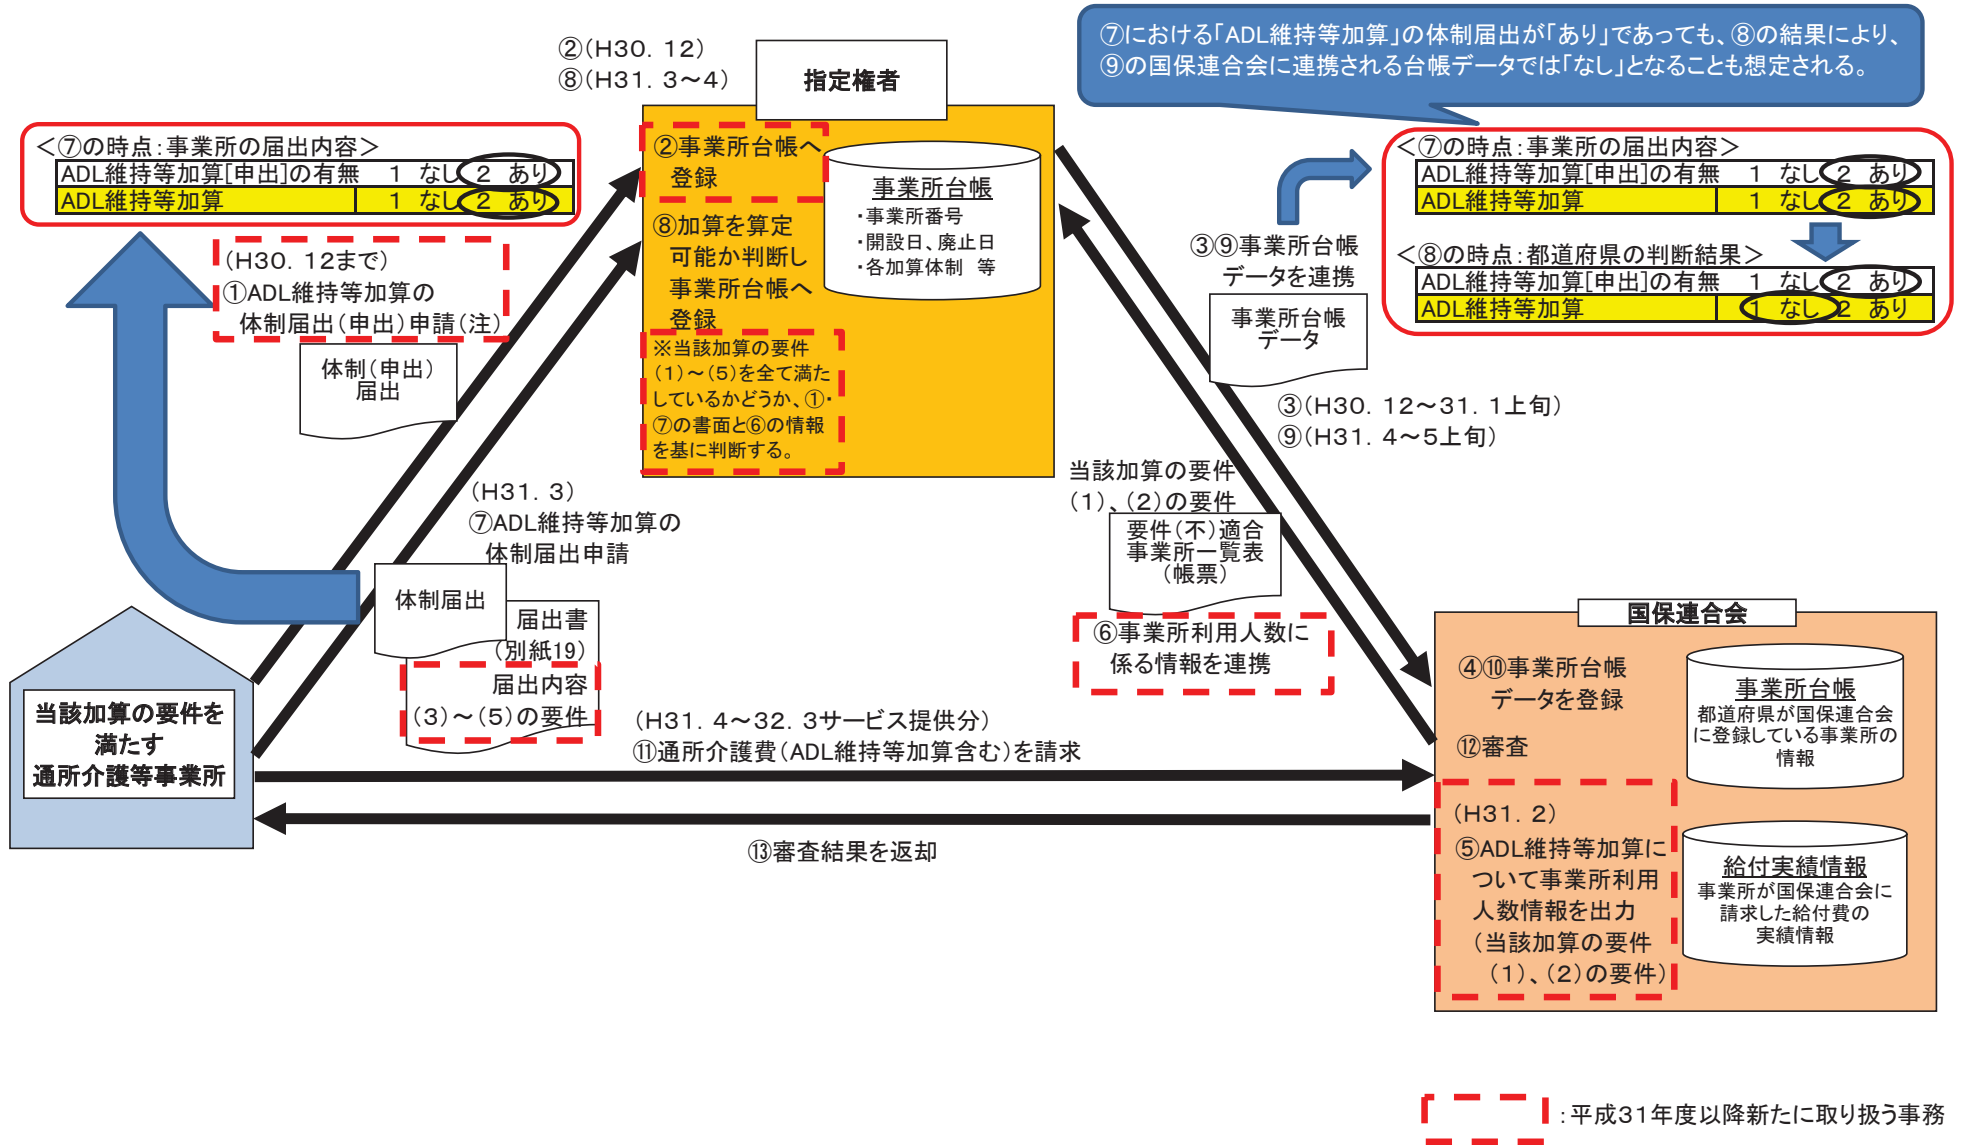 ⑦における「ADL維持等加算」の体制届出が「あり」であっても、⑧の結果により、
⑨の国保連合会に連携される台帳データでは「なし」となることも想定される。
②(H30．12)
⑧(H31．3～4)
指定権者
＜⑦の時点：事業所の届出内容＞
ADL維持等加算[申出]の有無　1　なし　2　あり
ADL維持等加算　1　なし　2　あり
②事業所台帳へ
登録
⑧加算を算定
可能か判断し
事業所台帳へ
登録
※当該加算の要件
(1)～(5)を全て満た
しているかどうか、①・
⑦の書面と⑥の情報
を基に判断する。
事業所台帳
・事業所番号
・開設日、廃止日
・各加算体制　等
＜⑦の時点：事業所の届出内容＞
ADL維持等加算[申出]の有無　1　なし　2　あり
ADL維持等加算　1　なし　2　あり
＜⑧の時点：都道府県の判断結果＞
ADL維持等加算[申出]の有無　1　なし　2　あり
ADL維持等加算　1　なし　2　あり
③⑨事業所台帳
データを連携
事業所台帳
データ
③(H30．12～31．1上旬)
⑨(H31．4～5上旬)
(H30．12まで)
①ADL維持等加算の
体制届出(申出)申請(注)
体制(申出)
届出
(H31．3)
⑦ADL維持等加算の
体制届出申請
体制届出
届出書
(別紙19)
届出内容
(3)～(5)の要件
当該加算の要件
(1)、(2)の要件
要件(不)適合
事業所一覧表
(帳票)
⑥事業所利用人数に
係る情報を連携
当該加算の要件を
満たす
通所介護等事業所
(H31．4～32．3サービス提供分)
⑪通所介護費(ADL維持等加算含む)を請求
⑬審査結果を返却
国保連合会
④⑩事業所台帳
データを登録
⑫審査
事業所台帳
都道府県が国保連合会
に登録している事業所の
情報
(H31．2)
⑤ADL維持等加算に
ついて事業所利用
人数情報を出力
(当該加算の要件
(1)、(2)の要件)
給付実績情報
事業所が国保連合会に
請求した給付費の
実績情報
：平成31年度以降新たに取り扱う事務